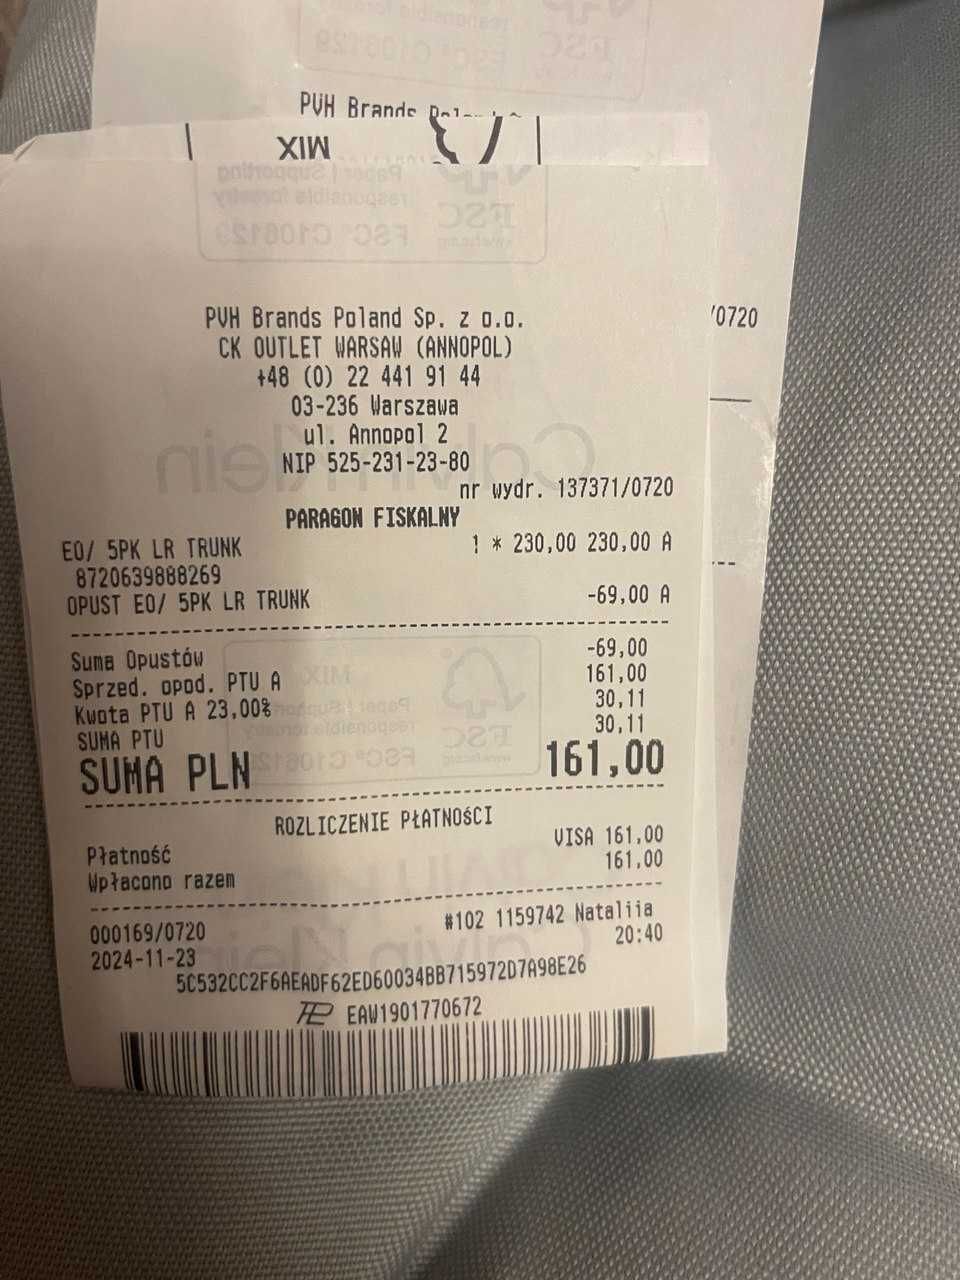 PVH Brands
MIX
/0720
PVH Brands Poland Sp. z o.o.
CK OUTLET WARSAW (ANNOPOL)
+48 (0) 22 441 91 44
03-236 Warszawa
ul. Annopol 2
NIP 525-231-23-80
nr wydr. 137371/0720
PARAGON FISKALNY
EO/ 5PK LR TRUNK 1 * 230,00 230,00 A
8720639888269
OPUST EO/ 5PK LR TRUNK -69,00 A
Suma Opustów -69,00
Sprzed. opod. PTU A 161,00
Kwota PTU A 23,00% 30,11
SUMA PTU 30,11
SUMA PLN 161,00
ROZLICZENIE PŁATNOŚCI
Płatność VISA 161,00
Wpłacono razem 161,00
000169/0720 #102 1159742 Nataliia
2024-11-23 20:40
5C532CC2F6AEADF62ED60034BB715972D7A98E26
EAW1901770672